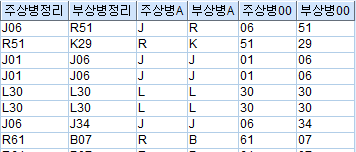 주상병정리 부상병정리 주상병A 부상병A 주상병00 부상병00
J06 R51 J R 06 51
R51 K29 R K 51 29
J01 J06 J J 01 06
J01 J06 J J 01 06
L30 L30 L L 30 30
L30 L30 L L 30 30
J06 J34 J J 06 34
R61 B07 R B 61 07